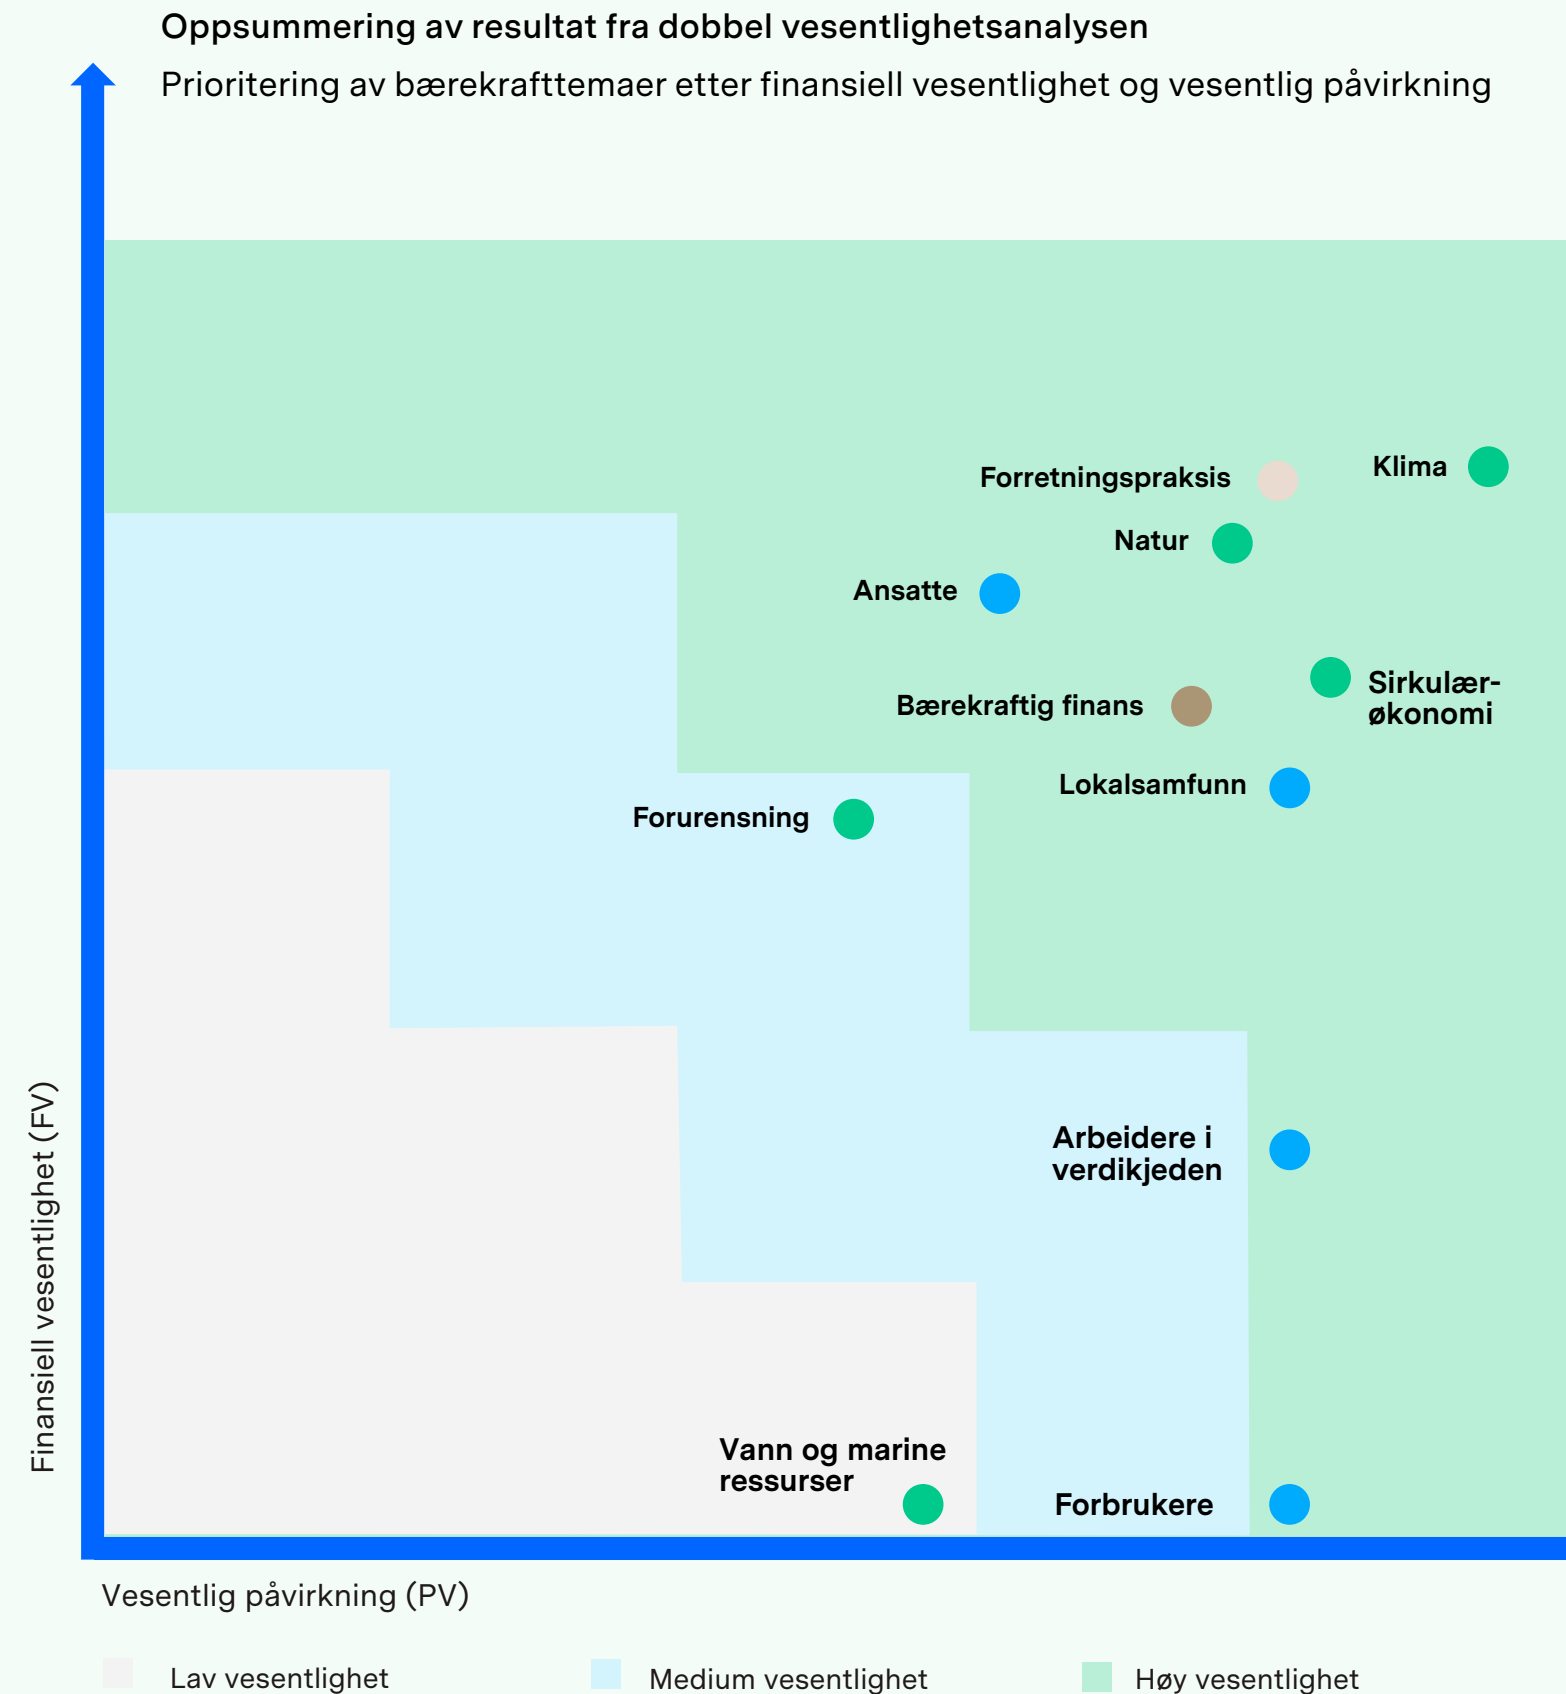 Oppsummering av resultat fra dobbel vesentlighetsanalysen
Prioritering av bærekrafttemaer etter finansiell vesentlighet og vesentlig påvirkning
Forretningspraksis
Klima
Natur
Ansatte
Sirkulær-
økonomi
Bærekraftig finans
Lokalsamfunn
Forurensning
Arbeidere i
verdikjeden
Vann og marine
ressurser
Forbrukere
Finansiell vesentlighet (FV)
Vesentlig påvirkning (PV)
Lav vesentlighet
Medium vesentlighet
Høy vesentlighet